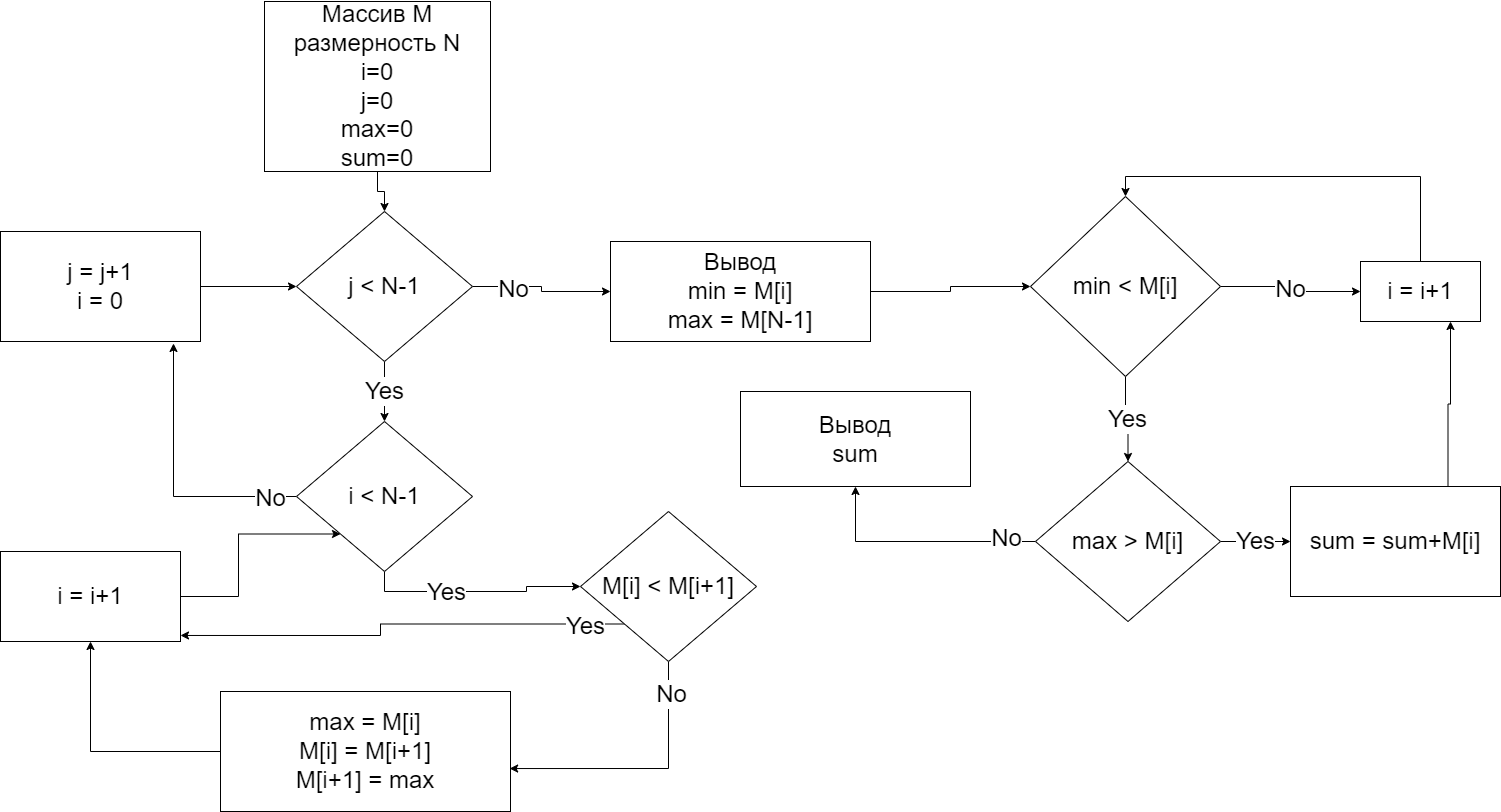 Массив M
размерность N
i=0
j=0
max=0
sum=0
j = j+1
i = 0
j < N-1
No
Вывод
min = M[i]
max = M[N-1]
min < M[i]
No
i = i+1
Yes
Yes
Вывод
sum
i < N-1
No
No
max > M[i]
Yes
sum = sum+M[i]
i = i+1
Yes
M[i] < M[i+1]
Yes
No
max = M[i]
M[i] = M[i+1]
M[i+1] = max